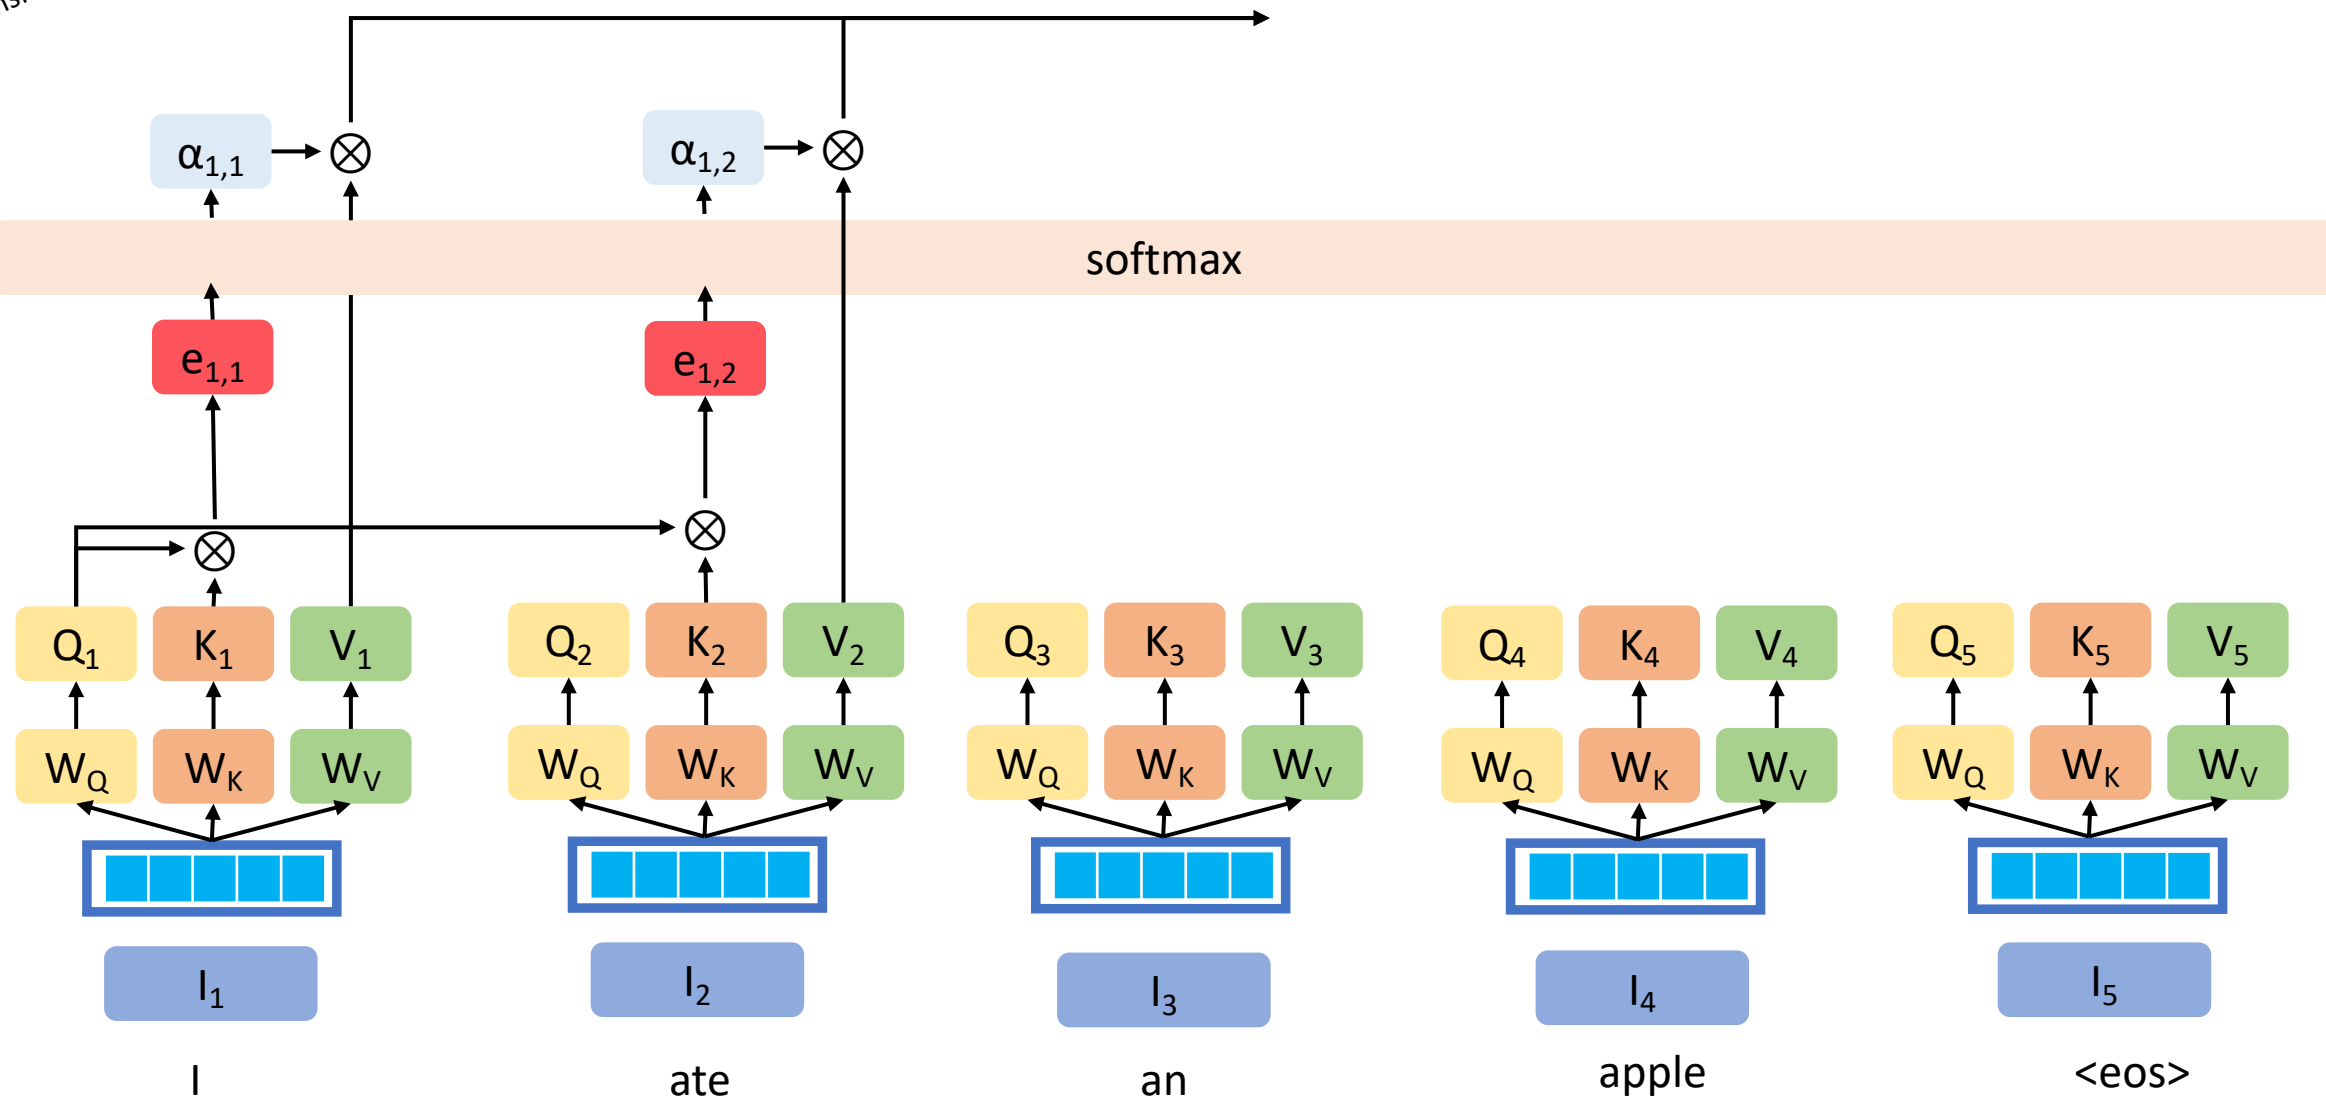 α1,1 α1,2
softmax
e1,1 e1,2
Q1 K1 V1 Q2 K2 V2 Q3 K3 V3 Q4 K4 V4 Q5 K5 V5
WQ WK WV WQ WK WV WQ WK WV WQ WK WV WQ WK WV
I1 I2 I3 I4 I5
I ate an apple <eos>